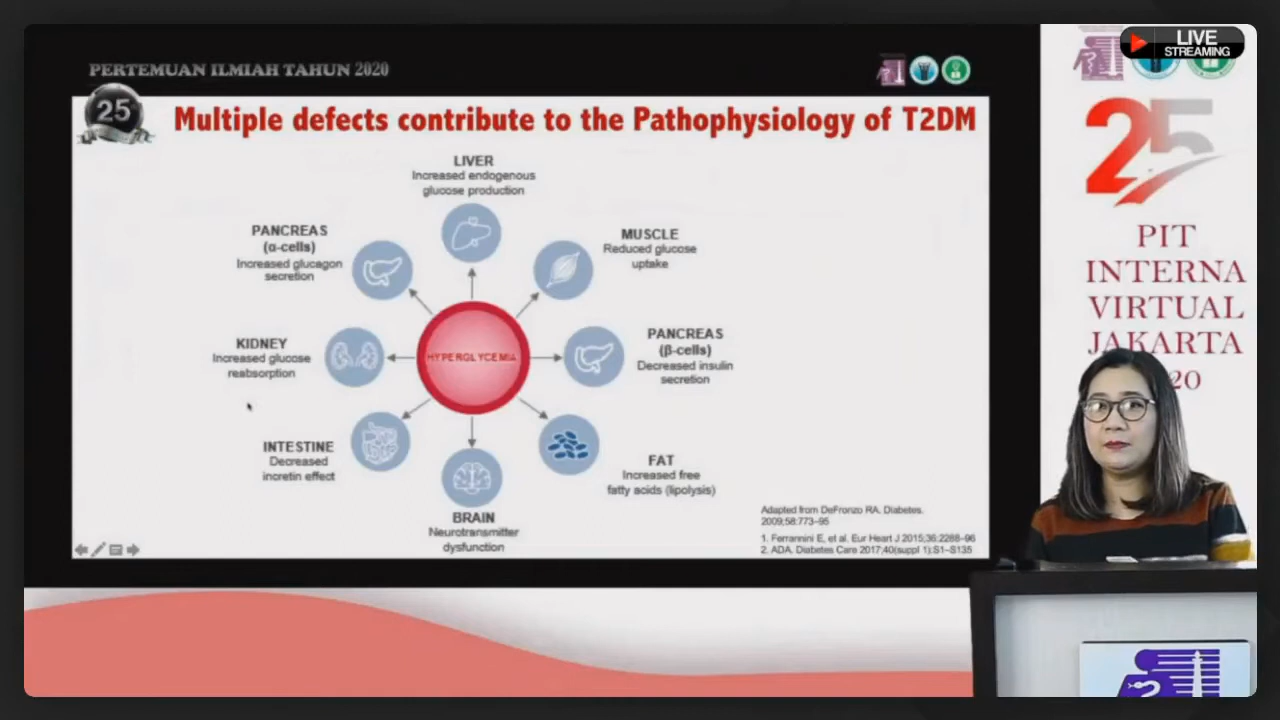 LIVE
STREAMING
PERTEMUAN ILMIAH TAHUN 2020
25
Multiple defects contribute to the Pathophysiology of T2DM
LIVER
Increased endogenous
glucose production
PANCREAS
(α-cells)
Increased glucagon
secretion
MUSCLE
Reduced glucose
uptake
KIDNEY
Increased glucose
reabsorption
HYPERGLYCEMIA
PANCREAS
(β-cells)
Decreased insulin
secretion
INTESTINE
Decreased
incretin effect
FAT
Increased free
fatty acids (lipolysis)
BRAIN
Neurotransmitter
dysfunction
Adapted from DeFronzo RA. Diabetes.
2009;58:773–95
1. Ferrannini E, et al. Eur Heart J 2015;36:2288–96
2. ADA. Diabetes Care 2017;40(suppl 1):S1–S135
25
PIT
INTERNA
VIRTUAL
JAKARTA
20